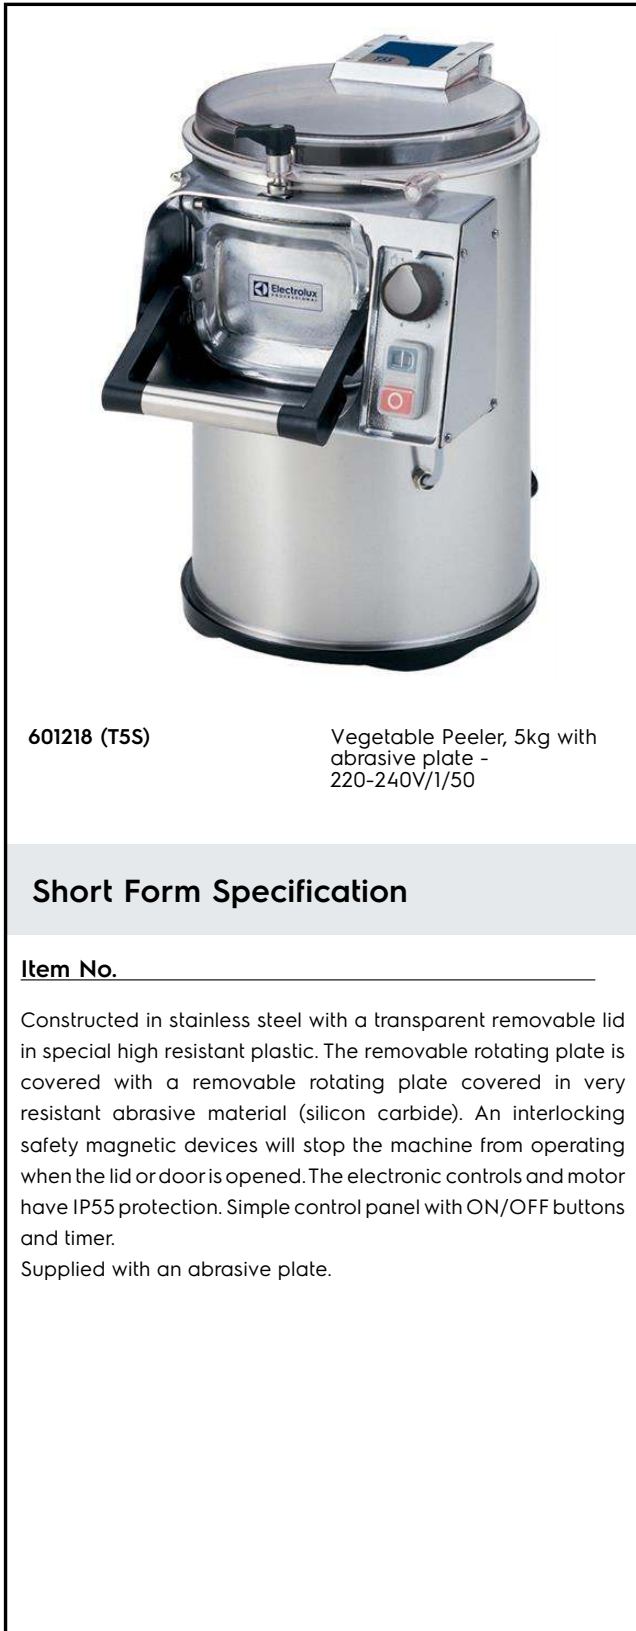 T5S
Electrolux
PROFESSIONAL
601218 (T5S)
Vegetable Peeler, 5kg with
abrasive plate -
220-240V/1/50
Short Form Specification
Item No.
Constructed in stainless steel with a transparent removable lid
in special high resistant plastic. The removable rotating plate is
covered with a removable rotating plate covered in very
resistant abrasive material (silicon carbide). An interlocking
safety magnetic devices will stop the machine from operating
when the lid or door is opened. The electronic controls and motor
have IP55 protection. Simple control panel with ON/OFF buttons
and timer.
Supplied with an abrasive plate.